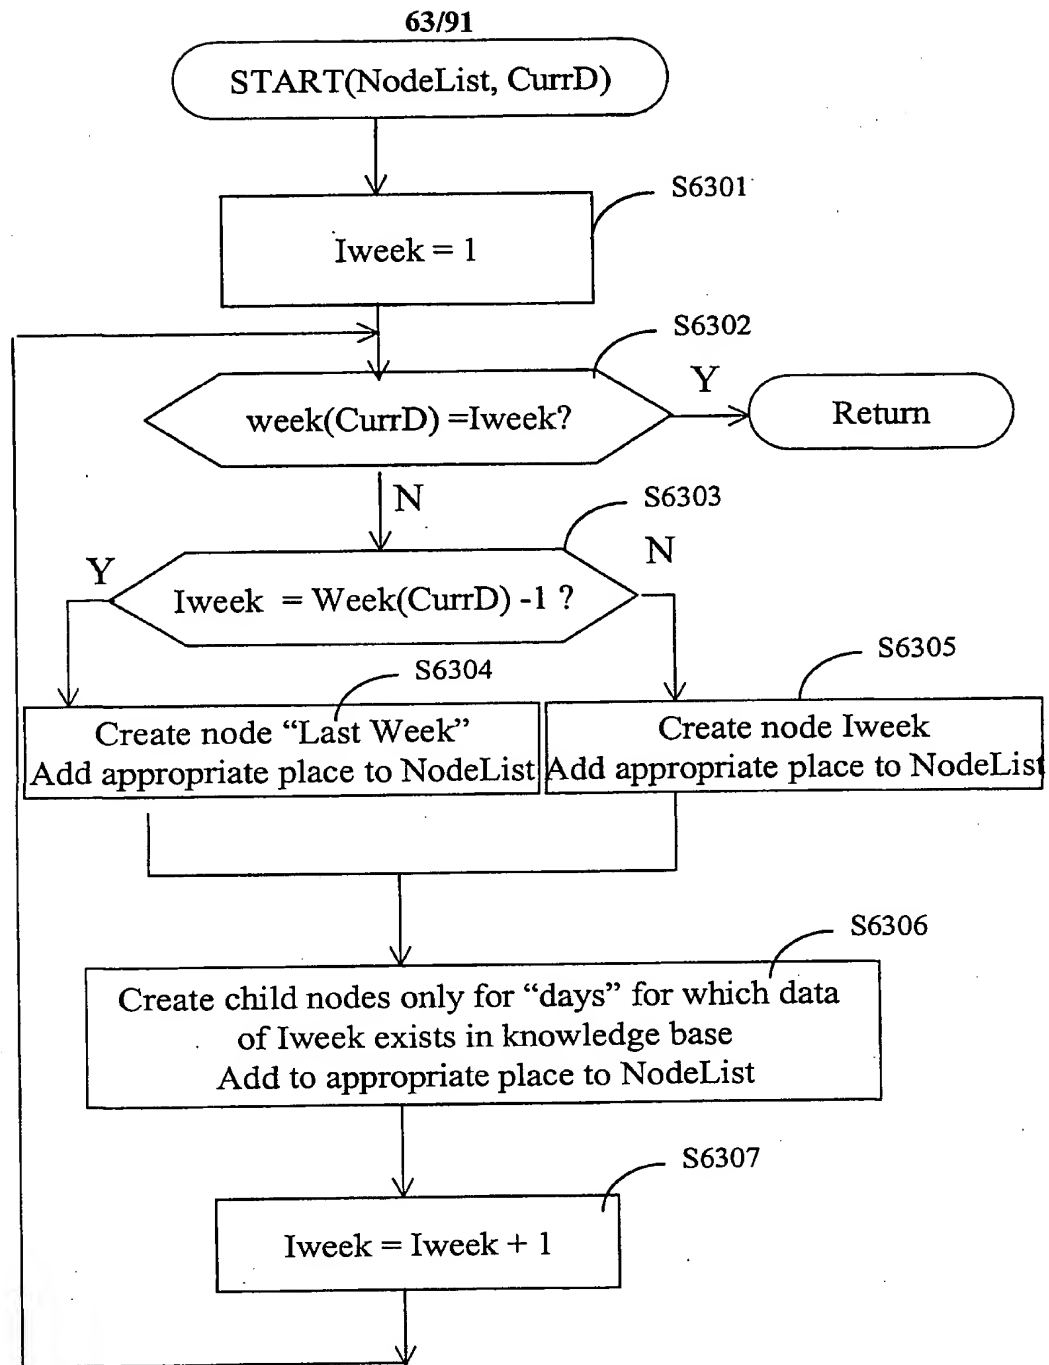 63/91
START(NodeList, CurrD)
S6301
Iweek = 1
S6302
week(CurrD) =Iweek?
Y
Return
N
S6303
Y
Iweek = Week(CurrD) -1 ?
N
S6304
Create node “Last Week”
Add appropriate place to NodeList
S6305
Create node Iweek
Add appropriate place to NodeList
S6306
Create child nodes only for “days” for which data
of Iweek exists in knowledge base
Add to appropriate place to NodeList
S6307
Iweek = Iweek + 1